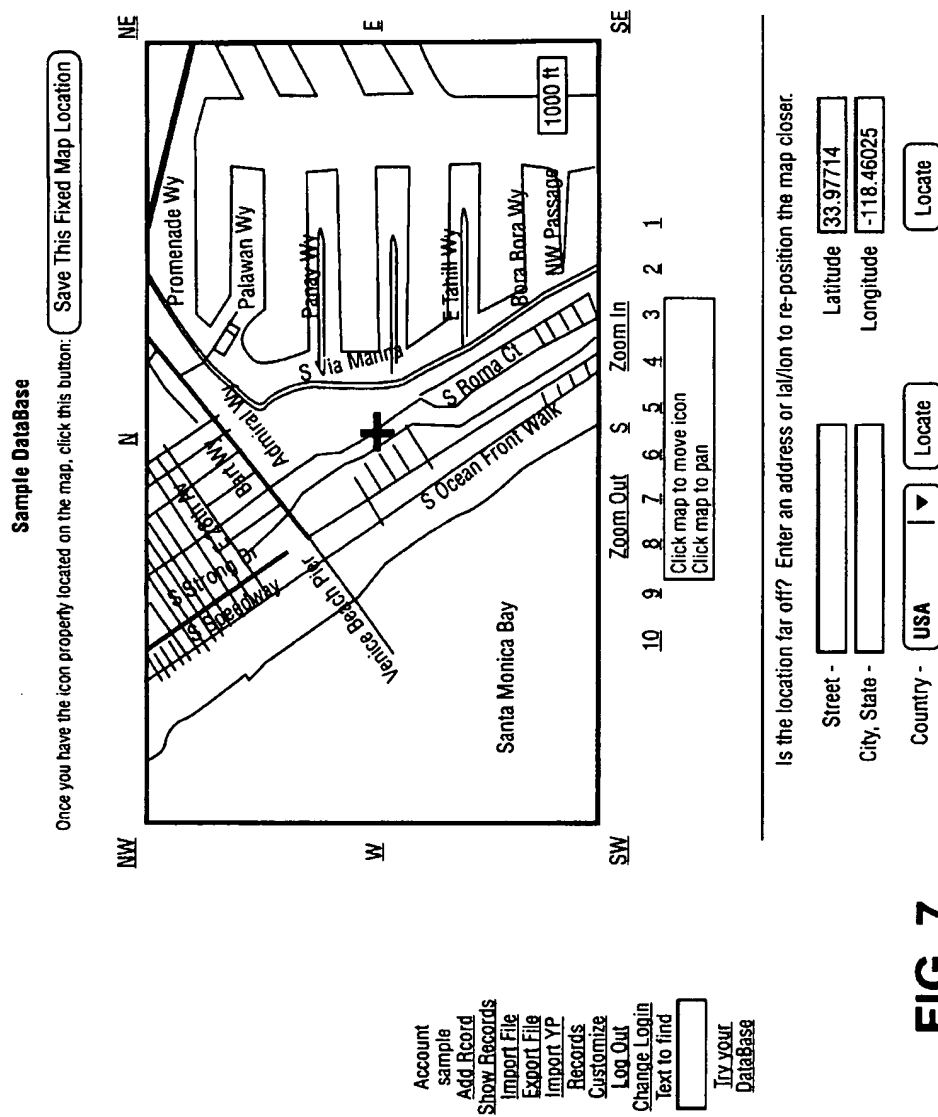 Sample DataBase
Once you have the icon property located on the map, click this button:
Save This Fixed Map Location
Account
sample
Add Rcord
Show Records
Import File
Export File
Import YP
Records
Customize
Log Out
Change Login
Text to find
Try your
DataBase
NW
N
NE
W
E
SW
S
SE
Promenade Wy
Palawan Wy
Panay Wy
E Tahill Wy
Bora Bora Wy
NW Passage
S Via Marina
Admiral Wy
S Strong Dr
S Speedway
Venice Beach Pier
S Roma Ct
S Ocean Front Walk
Santa Monica Bay
1000 ft
Zoom Out
Zoom In
10 9 8 7 6 5 4 3 2 1
Click map to move icon
Click map to pan
Is the location far off? Enter an address or lal/lon to re-position the map closer.
Street -
Latitude 33.97714
City, State -
Longitude -118.46025
Country - USA
Locate
Locate
FIG. 7